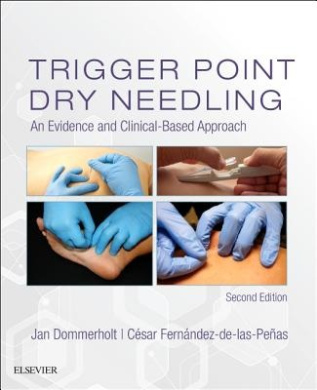 TRIGGER POINT
DRY NEEDLING
An Evidence and Clinical-Based Approach
Second Edition
Jan Dommerholt | César Fernández-de-las-Peñas
ELSEVIER